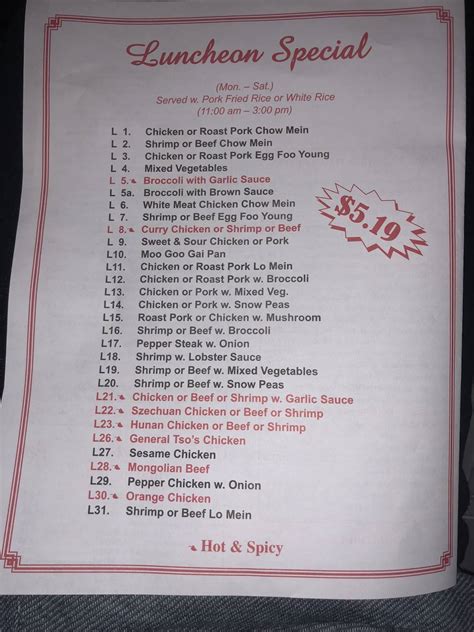 Luncheon Special
(Mon. – Sat.)
Served w. Pork Fried Rice or White Rice
(11:00 am – 3:00 pm)
L 1. Chicken or Roast Pork Chow Mein
L 2. Shrimp or Beef Chow Mein
L 3. Chicken or Roast Pork Egg Foo Young
L 4. Mixed Vegetables
L 5. Broccoli with Garlic Sauce
L 5a. Broccoli with Brown Sauce
L 6. White Meat Chicken Chow Mein
L 7. Shrimp or Beef Egg Foo Young
L 8. Curry Chicken or Shrimp or Beef
L 9. Sweet & Sour Chicken or Pork
L10. Moo Goo Gai Pan
L11. Chicken or Roast Pork Lo Mein
L12. Chicken or Roast Pork w. Broccoli
L13. Chicken or Pork w. Mixed Veg.
L14. Chicken or Pork w. Snow Peas
L15. Roast Pork or Chicken w. Mushroom
L16. Shrimp or Beef w. Broccoli
L17. Pepper Steak w. Onion
L18. Shrimp w. Lobster Sauce
L19. Shrimp or Beef w. Mixed Vegetables
L20. Shrimp or Beef w. Snow Peas
L21. Chicken or Beef or Shrimp w. Garlic Sauce
L22. Szechuan Chicken or Beef or Shrimp
L23. Hunan Chicken or Beef or Shrimp
L26. General Tso's Chicken
L27. Sesame Chicken
L28. Mongolian Beef
L29. Pepper Chicken w. Onion
L30. Orange Chicken
L31. Shrimp or Beef Lo Mein
$5.19
Hot & Spicy